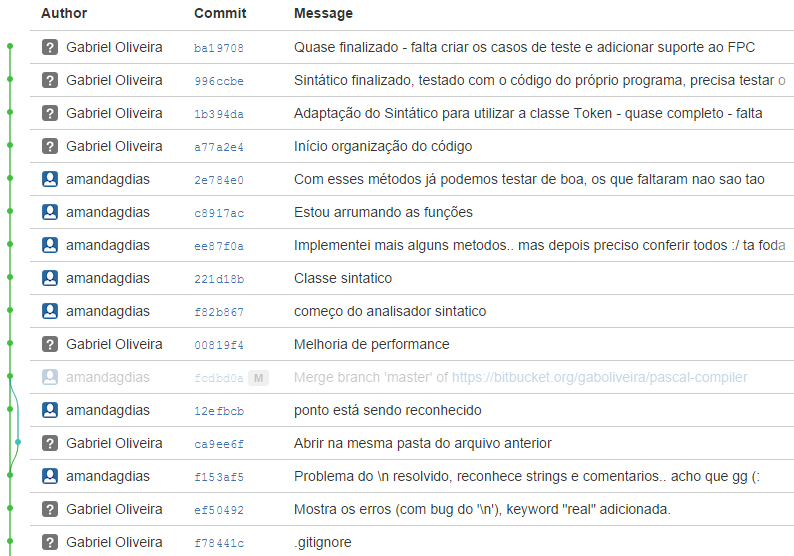 Author Commit Message
Gabriel Oliveira ba19708 Quase finalizado - falta criar os casos de teste e adicionar suporte ao FPC
Gabriel Oliveira 996ccbe Sintático finalizado, testado com o código do próprio programa, precisa testar o
Gabriel Oliveira 1b394da Adaptação do Sintático para utilizar a classe Token - quase completo - falta
Gabriel Oliveira a77a2e4 Início organização do código
amandagdias 2e784e0 Com esses métodos já podemos testar de boa, os que faltaram nao sao tao
amandagdias c8917ac Estou arrumando as funções
amandagdias ee87f0a Implementei mais alguns metodos.. mas depois preciso conferir todos :/ ta foda
amandagdias 221d18b Classe sintatico
amandagdias f82b867 começo do analisador sintatico
Gabriel Oliveira 00819f4 Melhoria de performance
amandagdias fcdbd0a M Merge branch 'master' of https://bitbucket.org/gaboliveira/pascal-compiler
amandagdias 12efbcb ponto está sendo reconhecido
Gabriel Oliveira ca9ee6f Abrir na mesma pasta do arquivo anterior
amandagdias f153af5 Problema do \n resolvido, reconhece strings e comentarios.. acho que gg (:
Gabriel Oliveira ef50492 Mostra os erros (com bug do '\n'), keyword "real" adicionada.
Gabriel Oliveira f78441c .gitignore